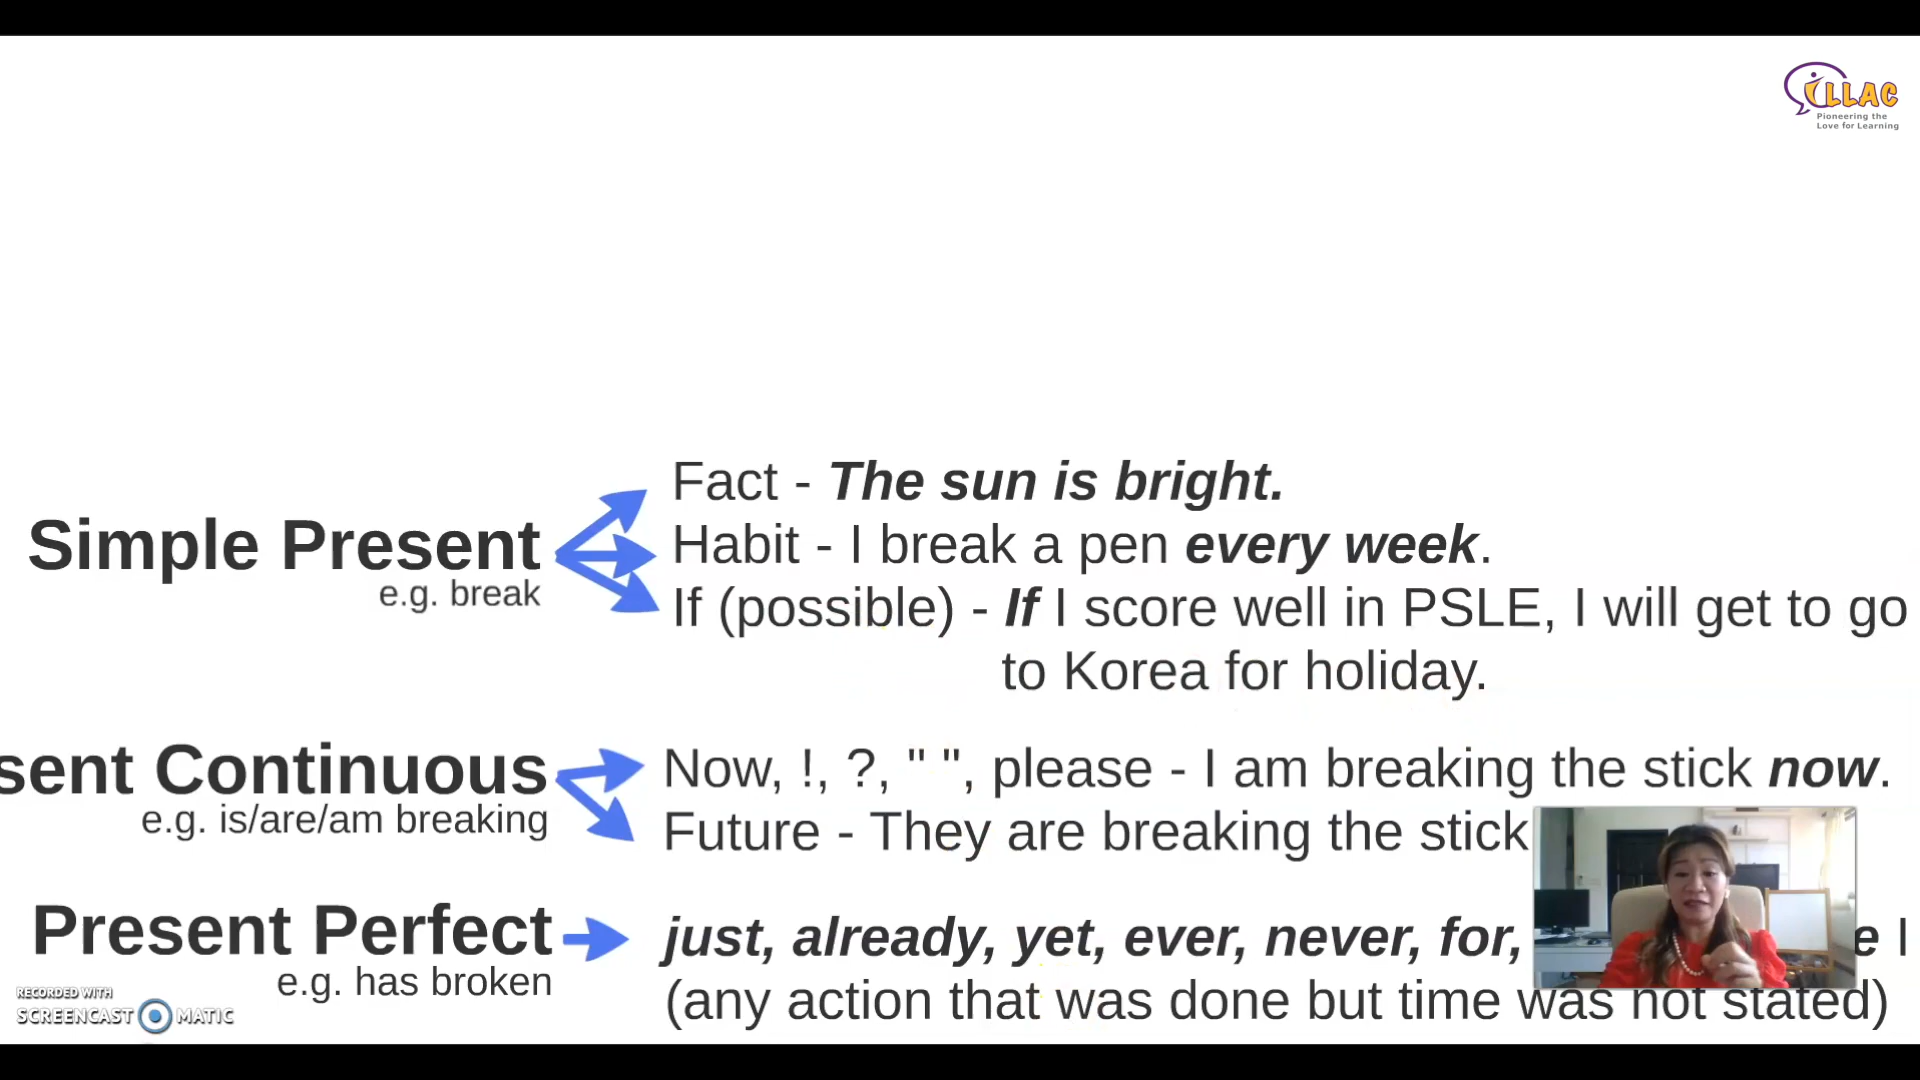 iLLAC
Pioneering the
Love for Learning
Fact - The sun is bright.
Simple Present
e.g. break
Habit - I break a pen every week.
If (possible) - If I score well in PSLE, I will get to go
to Korea for holiday.
sent Continuous
e.g. is/are/am breaking
Now, !, ?, " ", please - I am breaking the stick now.
Future - They are breaking the stick
Present Perfect
e.g. has broken
just, already, yet, ever, never, for,
(any action that was done but time was not stated)
RECORDED WITH
SCREENCAST MATIC